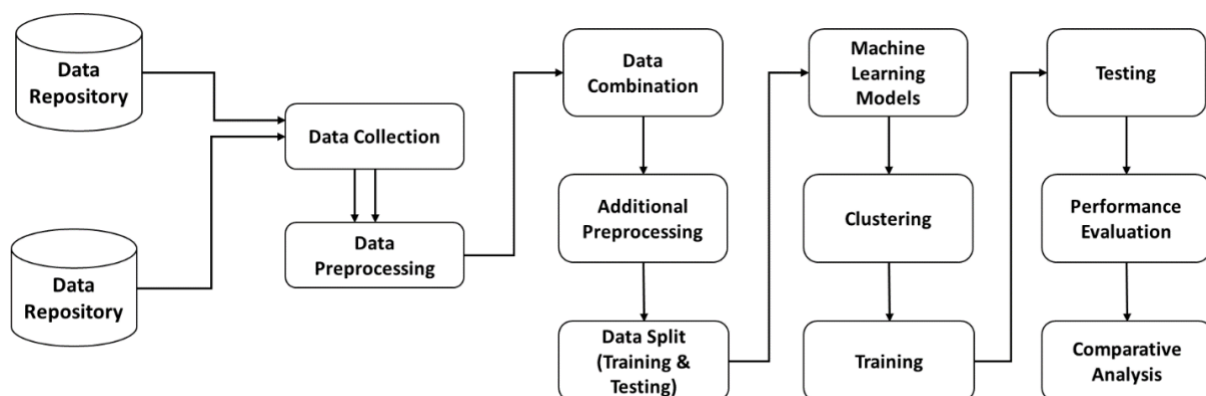 Data
Repository
Data
Repository
Data Collection
Data
Preprocessing
Data
Combination
Additional
Preprocessing
Data Split
(Training &
Testing)
Machine
Learning
Models
Clustering
Training
Testing
Performance
Evaluation
Comparative
Analysis